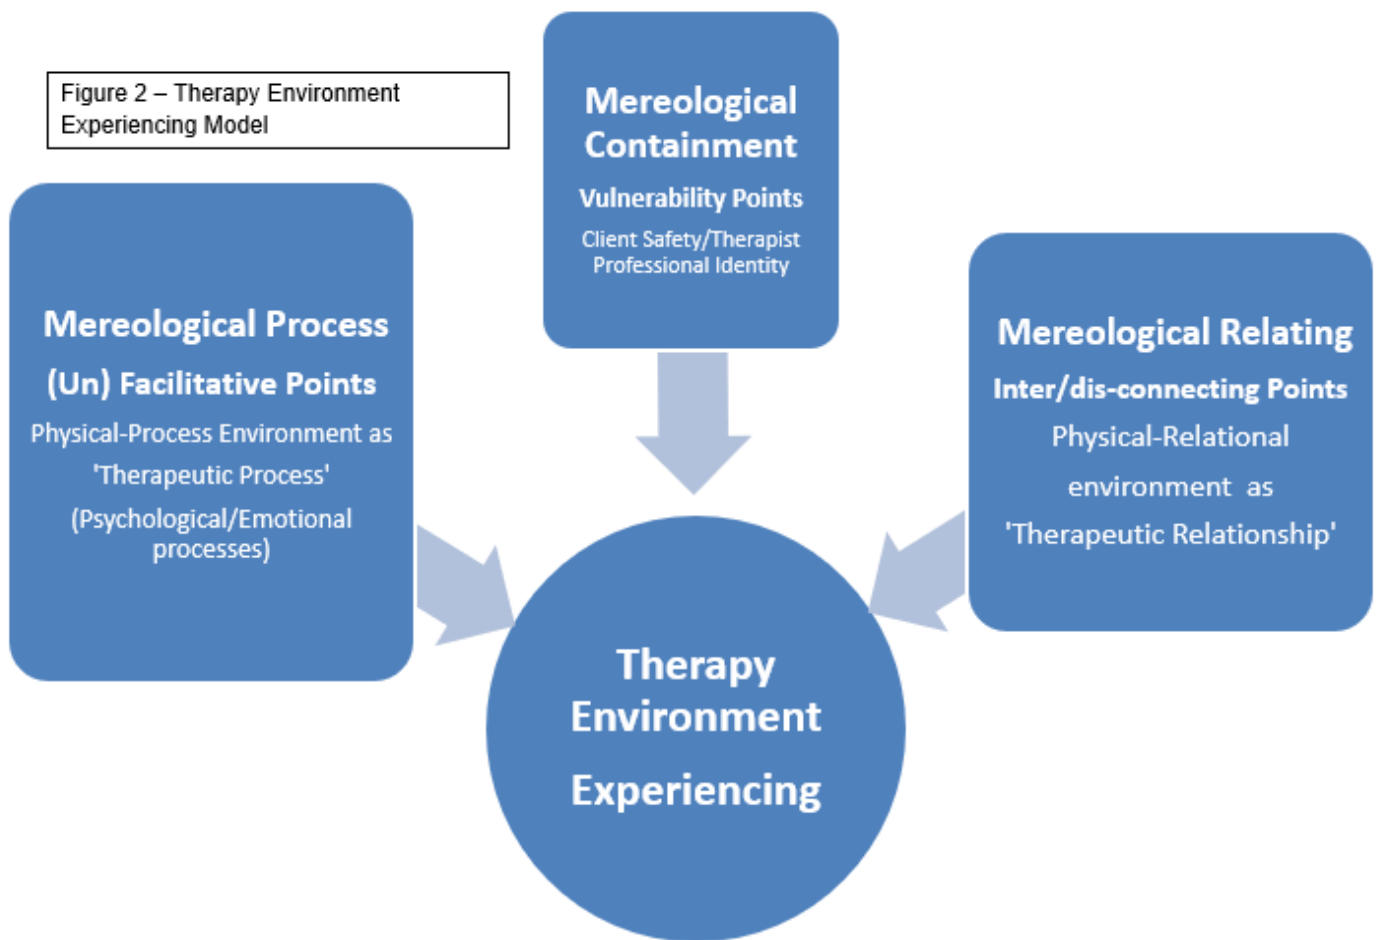 Figure 2 – Therapy Environment
Experiencing Model
Mereological
Containment
Vulnerability Points
Client Safety/Therapist
Professional Identity
Mereological Process
(Un) Facilitative Points
Physical-Process Environment as
'Therapeutic Process'
(Psychological/Emotional
processes)
Mereological Relating
Inter/dis-connecting Points
Physical-Relational
environment as
'Therapeutic Relationship'
Therapy
Environment
Experiencing